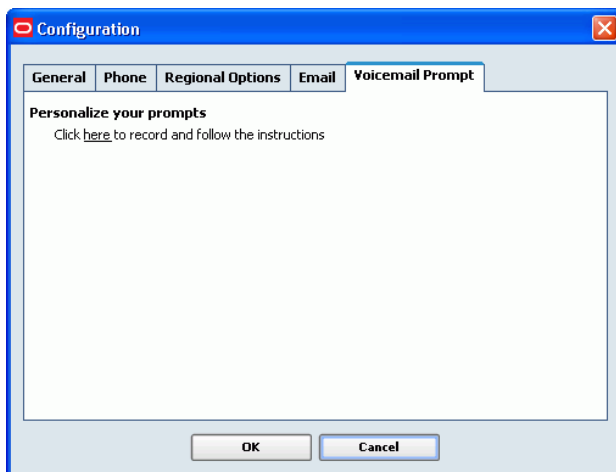 Configuration
General Phone Regional Options Email Voicemail Prompt
Personalize your prompts
Click here to record and follow the instructions
OK Cancel